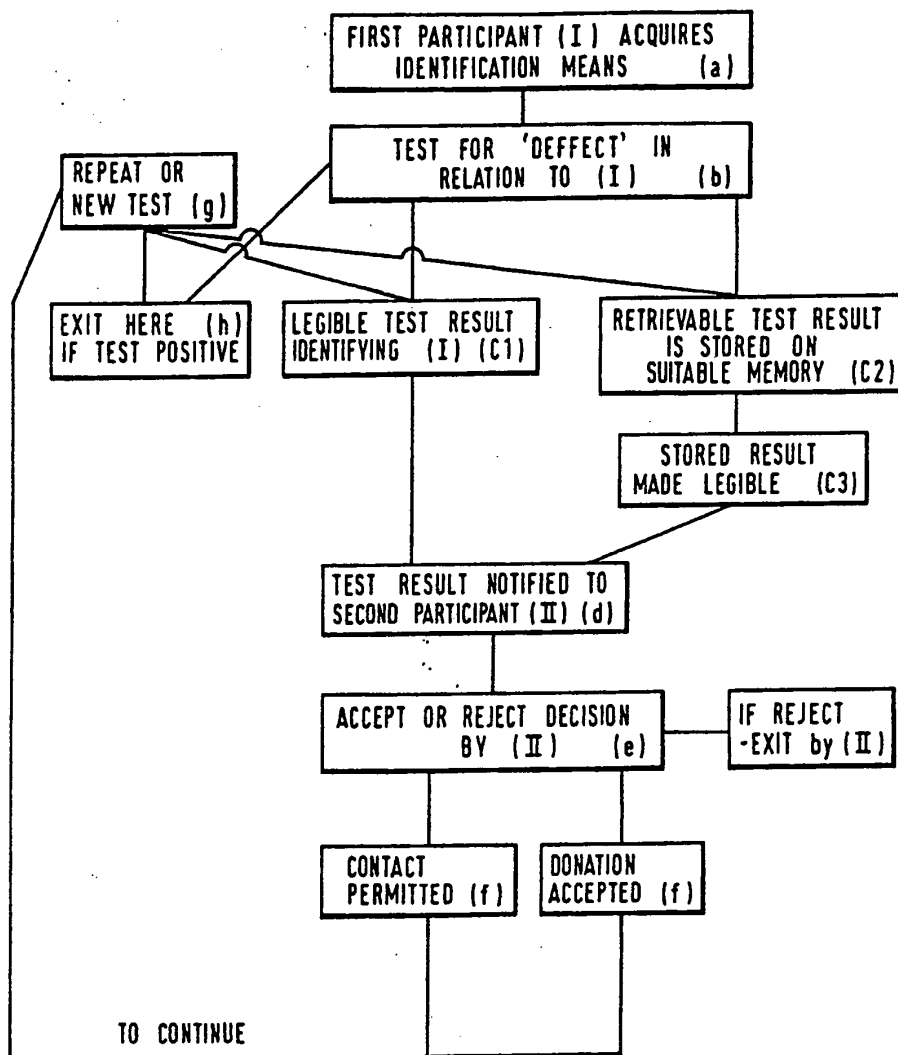 FIRST PARTICIPANT (I) ACQUIRES
IDENTIFICATION MEANS (a)
TEST FOR 'DEFFECT' IN
RELATION TO (I) (b)
REPEAT OR
NEW TEST (g)
EXIT HERE (h)
IF TEST POSITIVE
LEGIBLE TEST RESULT
IDENTIFYING (I) (C1)
RETRIEVABLE TEST RESULT
IS STORED ON
SUITABLE MEMORY (C2)
STORED RESULT
MADE LEGIBLE (C3)
TEST RESULT NOTIFIED TO
SECOND PARTICIPANT (II) (d)
ACCEPT OR REJECT DECISION
BY (II) (e)
IF REJECT
-EXIT by (II)
CONTACT
PERMITTED (f)
DONATION
ACCEPTED (f)
TO CONTINUE